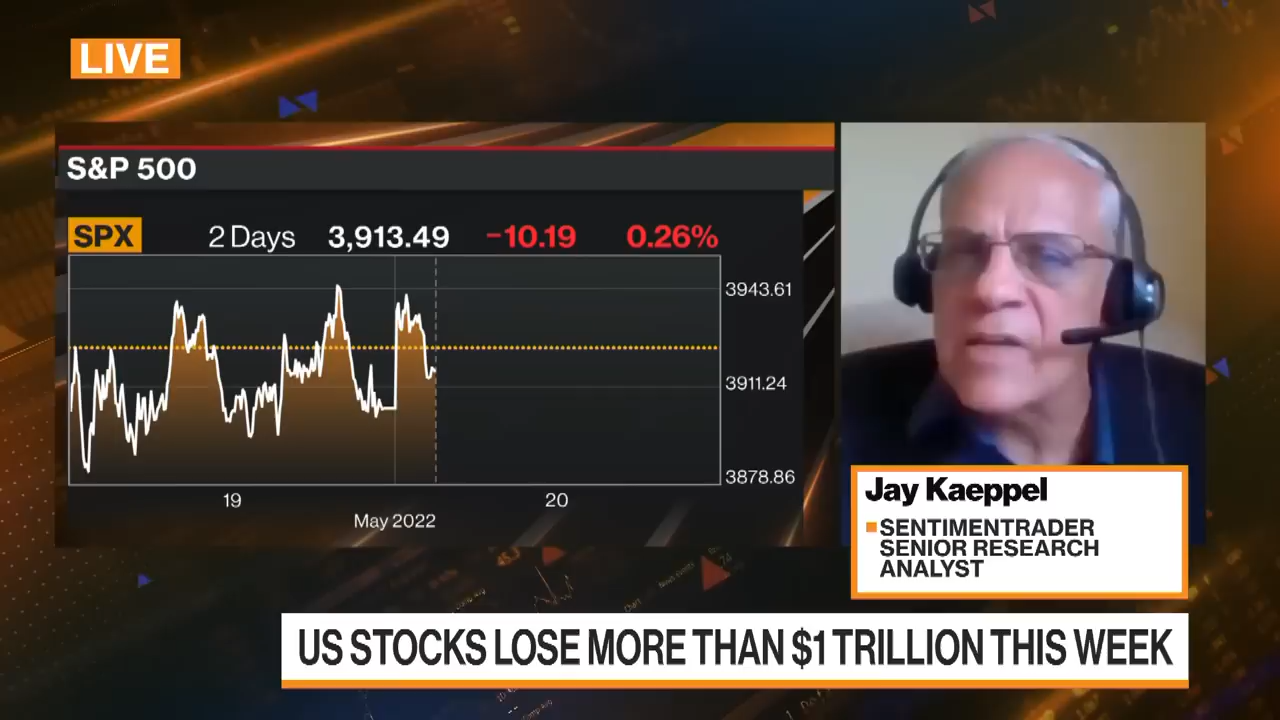 LIVE
S&P 500
SPX 2 Days 3,913.49 -10.19 0.26%
3943.61
3911.24
3878.86
19 20
May 2022
Jay Kaeppel
SENTIMENTRADER
SENIOR RESEARCH
ANALYST
US STOCKS LOSE MORE THAN $1 TRILLION THIS WEEK